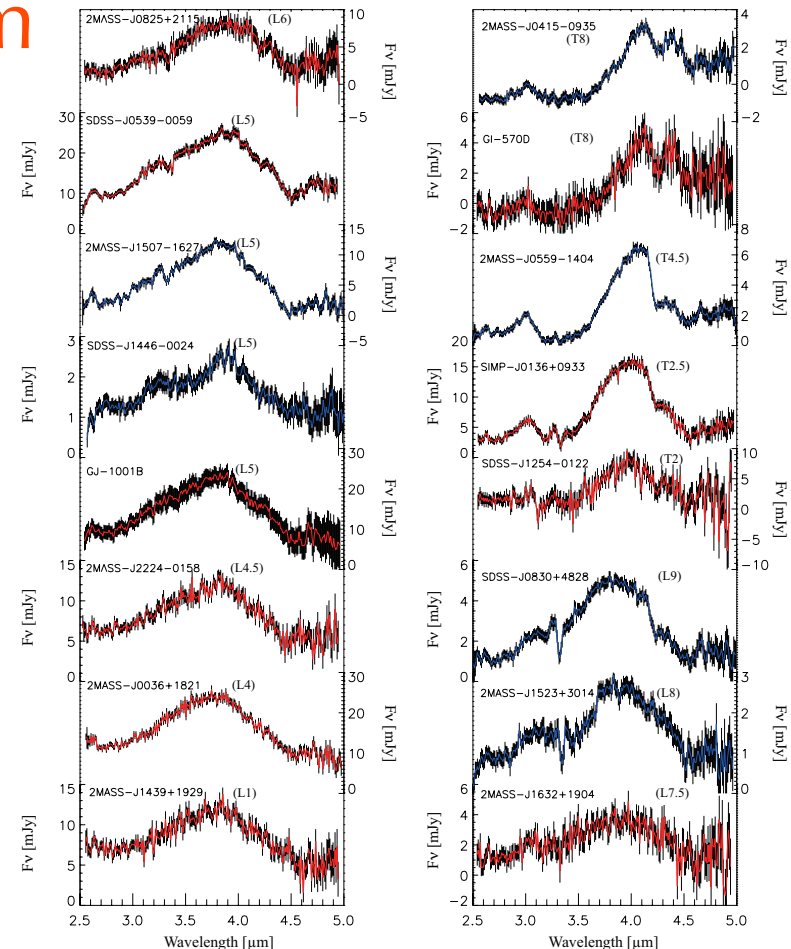 m
2MASS-J0825+2115 (L6)
10
5
0
-5
Fν [mJy]
SDSS-J0539-0059 (L5)
30
20
10
0
Fν [mJy]
2MASS-J1507-1627 (L5)
15
10
5
0
-5
Fν [mJy]
SDSS-J1446-0024 (L5)
3
2
1
0
Fν [mJy]
GJ-1001B (L5)
30
20
10
0
Fν [mJy]
2MASS-J2224-0158 (L4.5)
15
10
5
0
Fν [mJy]
2MASS-J0036+1821 (L4)
30
20
10
0
Fν [mJy]
2MASS-J1439+1929 (L1)
15
10
5
0
Fν [mJy]
2.5 3.0 3.5 4.0 4.5 5.0
Wavelength [μm]
2MASS-J0415-0935
(T8)
4
2
0
-2
Fν [mJy]
Gl-570D (T8)
6
4
2
0
-2
Fν [mJy]
2MASS-J0559-1404 (T4.5)
8
6
4
2
0
Fν [mJy]
SIMP-J0136+0933 (T2.5)
20
15
10
5
0
Fν [mJy]
SDSS-J1254-0122 (T2)
10
5
0
-5
-10
Fν [mJy]
SDSS-J0830+4828 (L9)
6
4
2
0
Fν [mJy]
2MASS-J1523+3014 (L8)
3
2
1
0
Fν [mJy]
2MASS-J1632+1904 (L7.5)
6
4
2
0
-2
Fν [mJy]
2.5 3.0 3.5 4.0 4.5 5.0
Wavelength [μm]